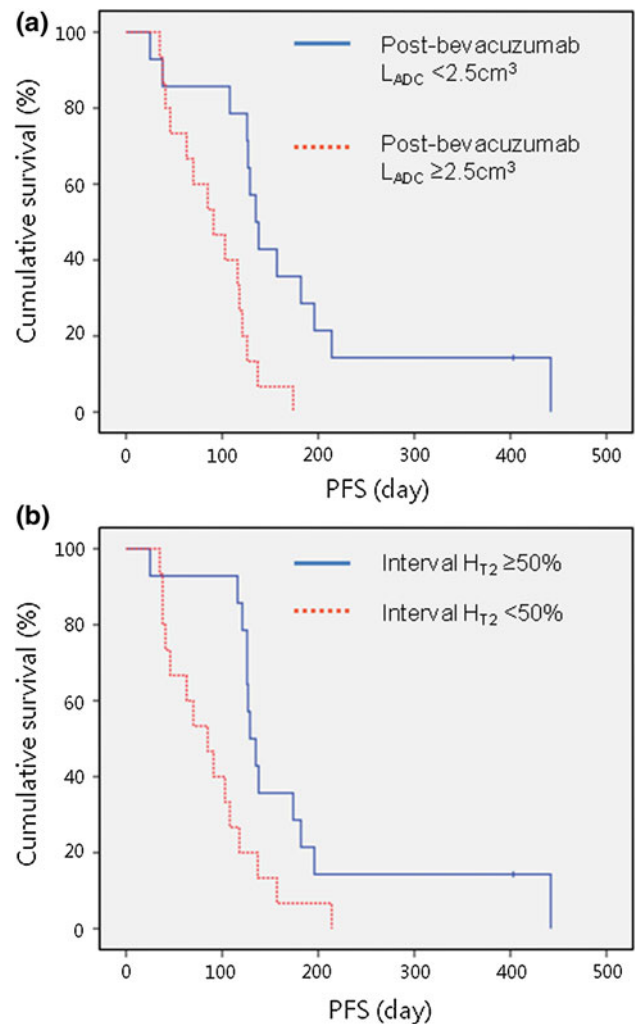 (a)
Cumulative survival (%)
100
80
60
40
20
0
Post-bevacuzumab
LADC <2.5cm³
Post-bevacuzumab
LADC ≥2.5cm³
0 100 200 300 400 500
PFS (day)
(b)
Cumulative survival (%)
100
80
60
40
20
0
Interval HT2 ≥50%
Interval HT2 <50%
0 100 200 300 400 500
PFS (day)